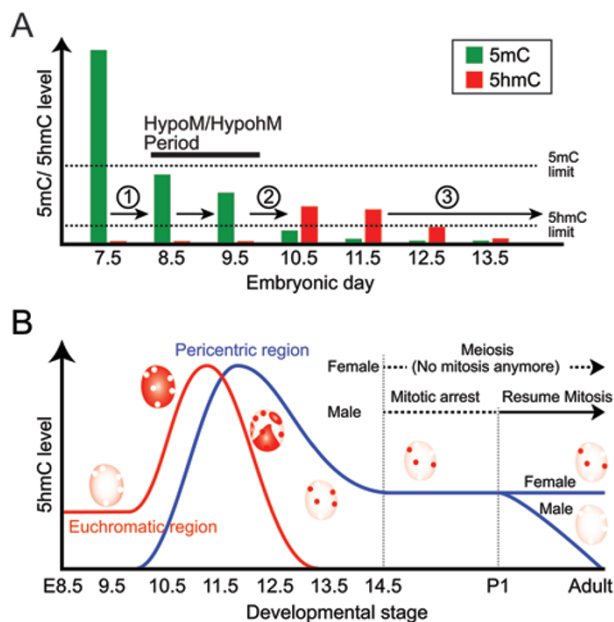 A
5mC/ 5hmC level
5mC
5hmC
HypoM/HypohM
Period
5mC
limit
5hmC
limit
1
2
3
7.5 8.5 9.5 10.5 11.5 12.5 13.5
Embryonic day
B
5hmC level
Pericentric region
Euchromatic region
Meiosis
Female (No mitosis anymore)
Mitotic arrest Resume Mitosis
Male
Female
Male
E8.5 9.5 10.5 11.5 12.5 13.5 14.5 P1 Adult
Developmental stage